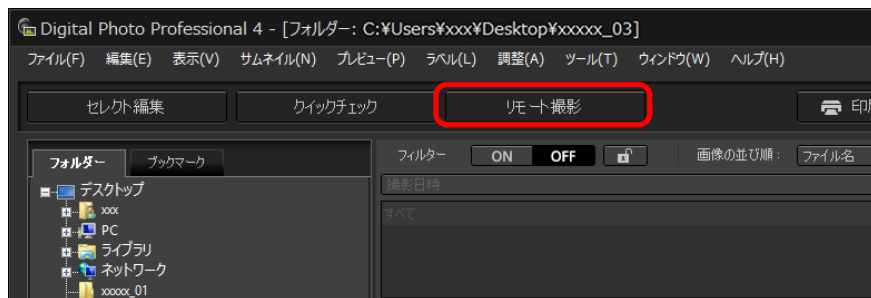 Digital Photo Professional 4 - [フォルダー: C:¥Users¥xxx¥Desktop¥xxxxx_03]
ファイル(F) 編集(E) 表示(V) サムネイル(N) プレビュー(P) ラベル(L) 調整(A) ツール(T) ウィンドウ(W) ヘルプ(H)
セレクト編集 クイックチェック リモート撮影
フォルダー ブックマーク フィルター ON OFF 画像の並び順: ファイル名
撮影日時
デスクトップ
xxx すべて
PC
ライブラリ
ネットワーク
xxxxx_01